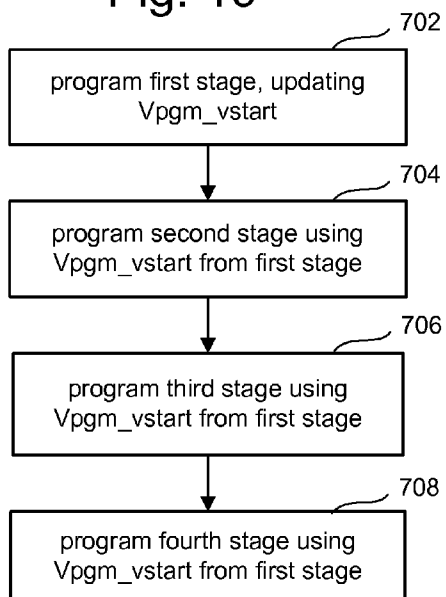 Fig.
702
program first stage, updating
Vpgm_vstart
704
program second stage using
Vpgm_vstart from first stage
706
program third stage using
Vpgm_vstart from first stage
708
program fourth stage using
Vpgm_vstart from first stage